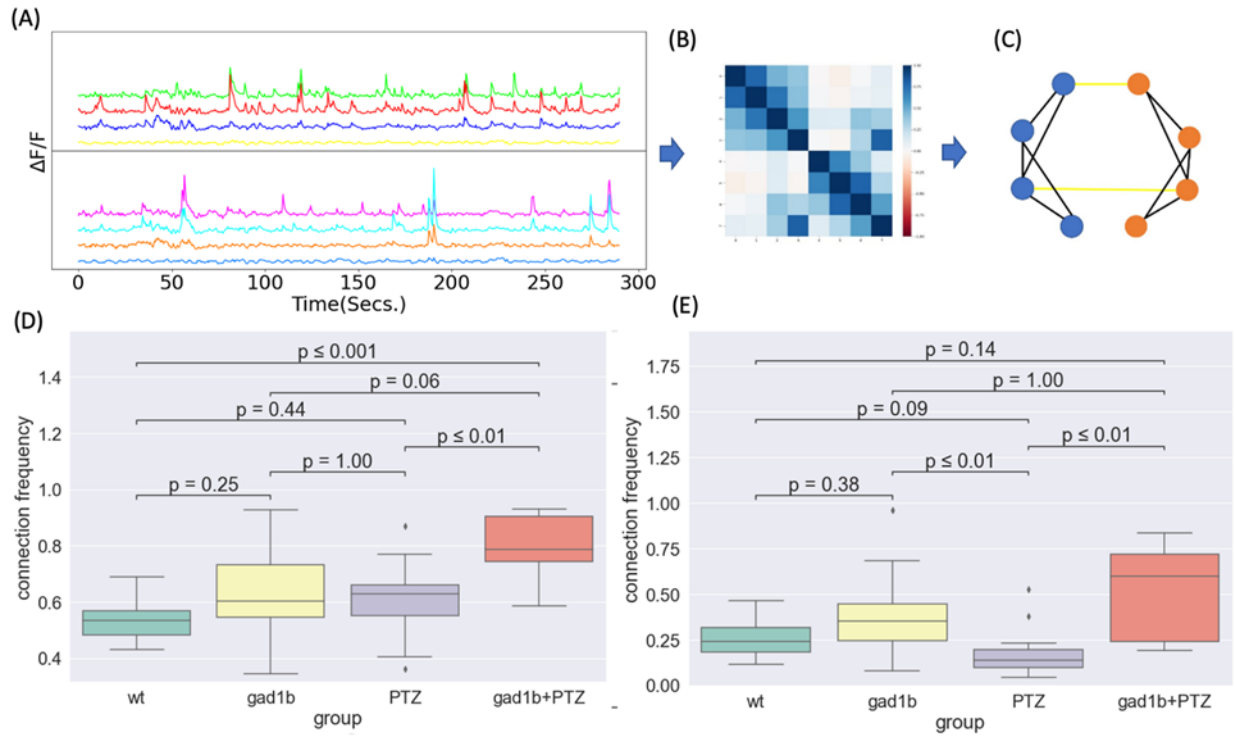 (A)
(B)
(C)
ΔF/F
0 50 100 150 200 250 300
Time(Secs.)
(D)
p ≤ 0.001
p = 0.06
p = 0.44
p ≤ 0.01
p = 1.00
p = 0.25
1.4
1.2
1.0
0.8
0.6
0.4
connection frequency
wt gad1b PTZ gad1b+PTZ
group
(E)
p = 0.14
p = 1.00
p = 0.09
p ≤ 0.01
p ≤ 0.01
p = 0.38
1.75
1.50
1.25
1.00
0.75
0.50
0.25
0.00
connection frequency
wt gad1b PTZ gad1b+PTZ
group